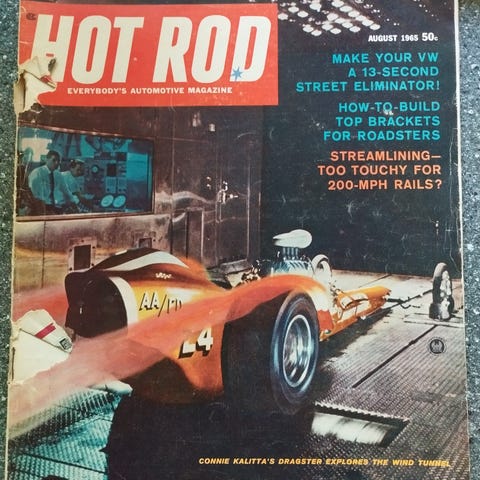 HOT ROD
EVERYBODY'S AUTOMOTIVE MAGAZINE
AUGUST 1965 50c
MAKE YOUR VW
A 13-SECOND
STREET ELIMINATOR!
HOW-TO-BUILD
TOP BRACKETS
FOR ROADSTERS
STREAMLINING—
TOO TOUCHY FOR
200-MPH RAILS?
AA/FD
24
CONNIE KALITTA'S DRAGSTER EXPLORES THE WIND TUNNEL